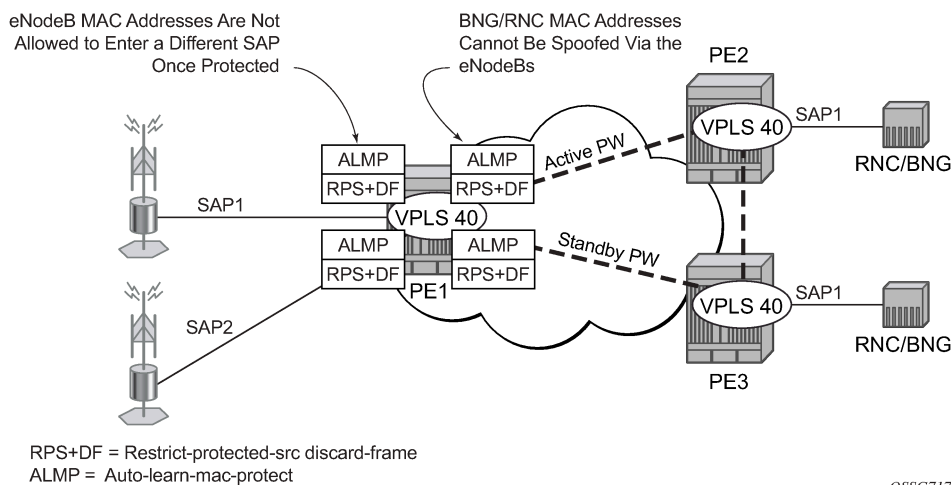 eNodeB MAC Addresses Are Not
Allowed to Enter a Different SAP
Once Protected
BNG/RNC MAC Addresses
Cannot Be Spoofed Via the
eNodeBs
PE2
VPLS 40
SAP1
RNC/BNG
Active PW
ALMP
RPS+DF
ALMP
RPS+DF
SAP1
VPLS 40
ALMP
RPS+DF
ALMP
RPS+DF
PE1
Standby PW
SAP2
VPLS 40
SAP1
RNC/BNG
PE3
RPS+DF = Restrict-protected-src discard-frame
ALMP = Auto-learn-mac-protect